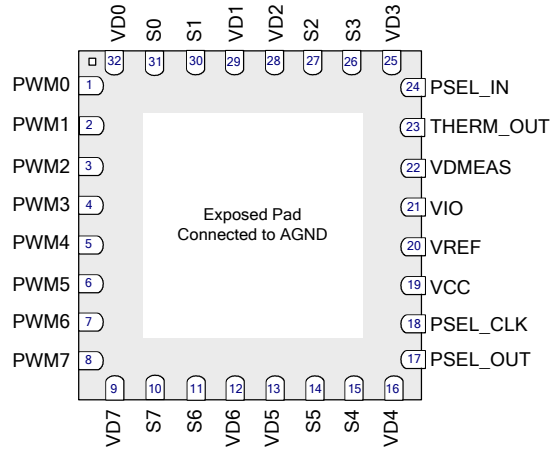 VD0 S0 S1 VD1 VD2 S2 S3 VD3
32 31 30 29 28 27 26 25
PWM0 1 24 PSEL_IN
PWM1 2 23 THERM_OUT
PWM2 3 22 VDMEAS
PWM3 4 21 VIO
Exposed Pad
Connected to AGND
PWM4 5 20 VREF
PWM5 6 19 VCC
PWM6 7 18 PSEL_CLK
PWM7 8 17 PSEL_OUT
9 10 11 12 13 14 15 16
VD7 S7 S6 VD6 VD5 S5 S4 VD4